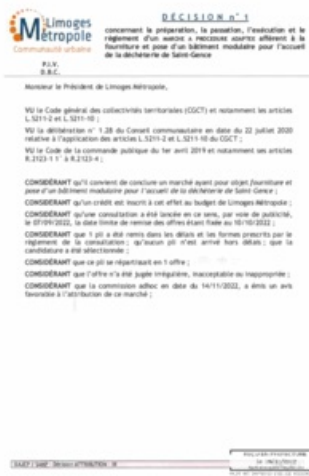 Limoges
Métropole
Communauté urbaine
P.I.V.
D.R.C.
DÉCISION n° 1
concernant la préparation, la passation, l'exécution et le
règlement d'un MARCHE A PROCEDURE ADAPTEE afférent à la
fourniture et pose d'un bâtiment modulaire pour l'accueil
de la déchèterie de Saint-Gence
Monsieur le Président de Limoges Métropole,
VU le Code général des collectivités territoriales (CGCT) et notamment les articles
L.5211-2 et L.5211-10 ;
VU la délibération n° 1.28 du Conseil communautaire en date du 22 juillet 2020
relative à l'application des articles L.5211-2 et L.5211-10 du CGCT ;
VU le Code de la commande publique du 1er avril 2019 et notamment ses articles
R.2123-1 1° à R.2123-4 ;
CONSIDÉRANT qu'il convient de conclure un marché ayant pour objet fourniture et
pose d'un bâtiment modulaire pour l'accueil de la déchèterie de Saint Gence ;
CONSIDÉRANT qu'un crédit est inscrit à cet effet au budget de Limoges Métropole ;
CONSIDÉRANT qu'une consultation a été lancée en ce sens, par voie de publicité,
le 07/09/2022, la date limite de remise des offres étant fixée au 10/10/2022 ;
CONSIDÉRANT que 1 pli a été remis dans les délais et les formes prescrits par le
règlement de la consultation ; qu'aucun pli n'est arrivé hors délais ; que la
candidature a été sélectionnée ;
CONSIDÉRANT que ce pli se répartissait en 1 offre ;
CONSIDÉRANT que l'offre n'a été jugée irrégulière, inacceptable ou inappropriée ;
CONSIDÉRANT que la commission adhoc en date du 14/11/2022, a émis un avis
favorable à l'attribution de ce marché ;